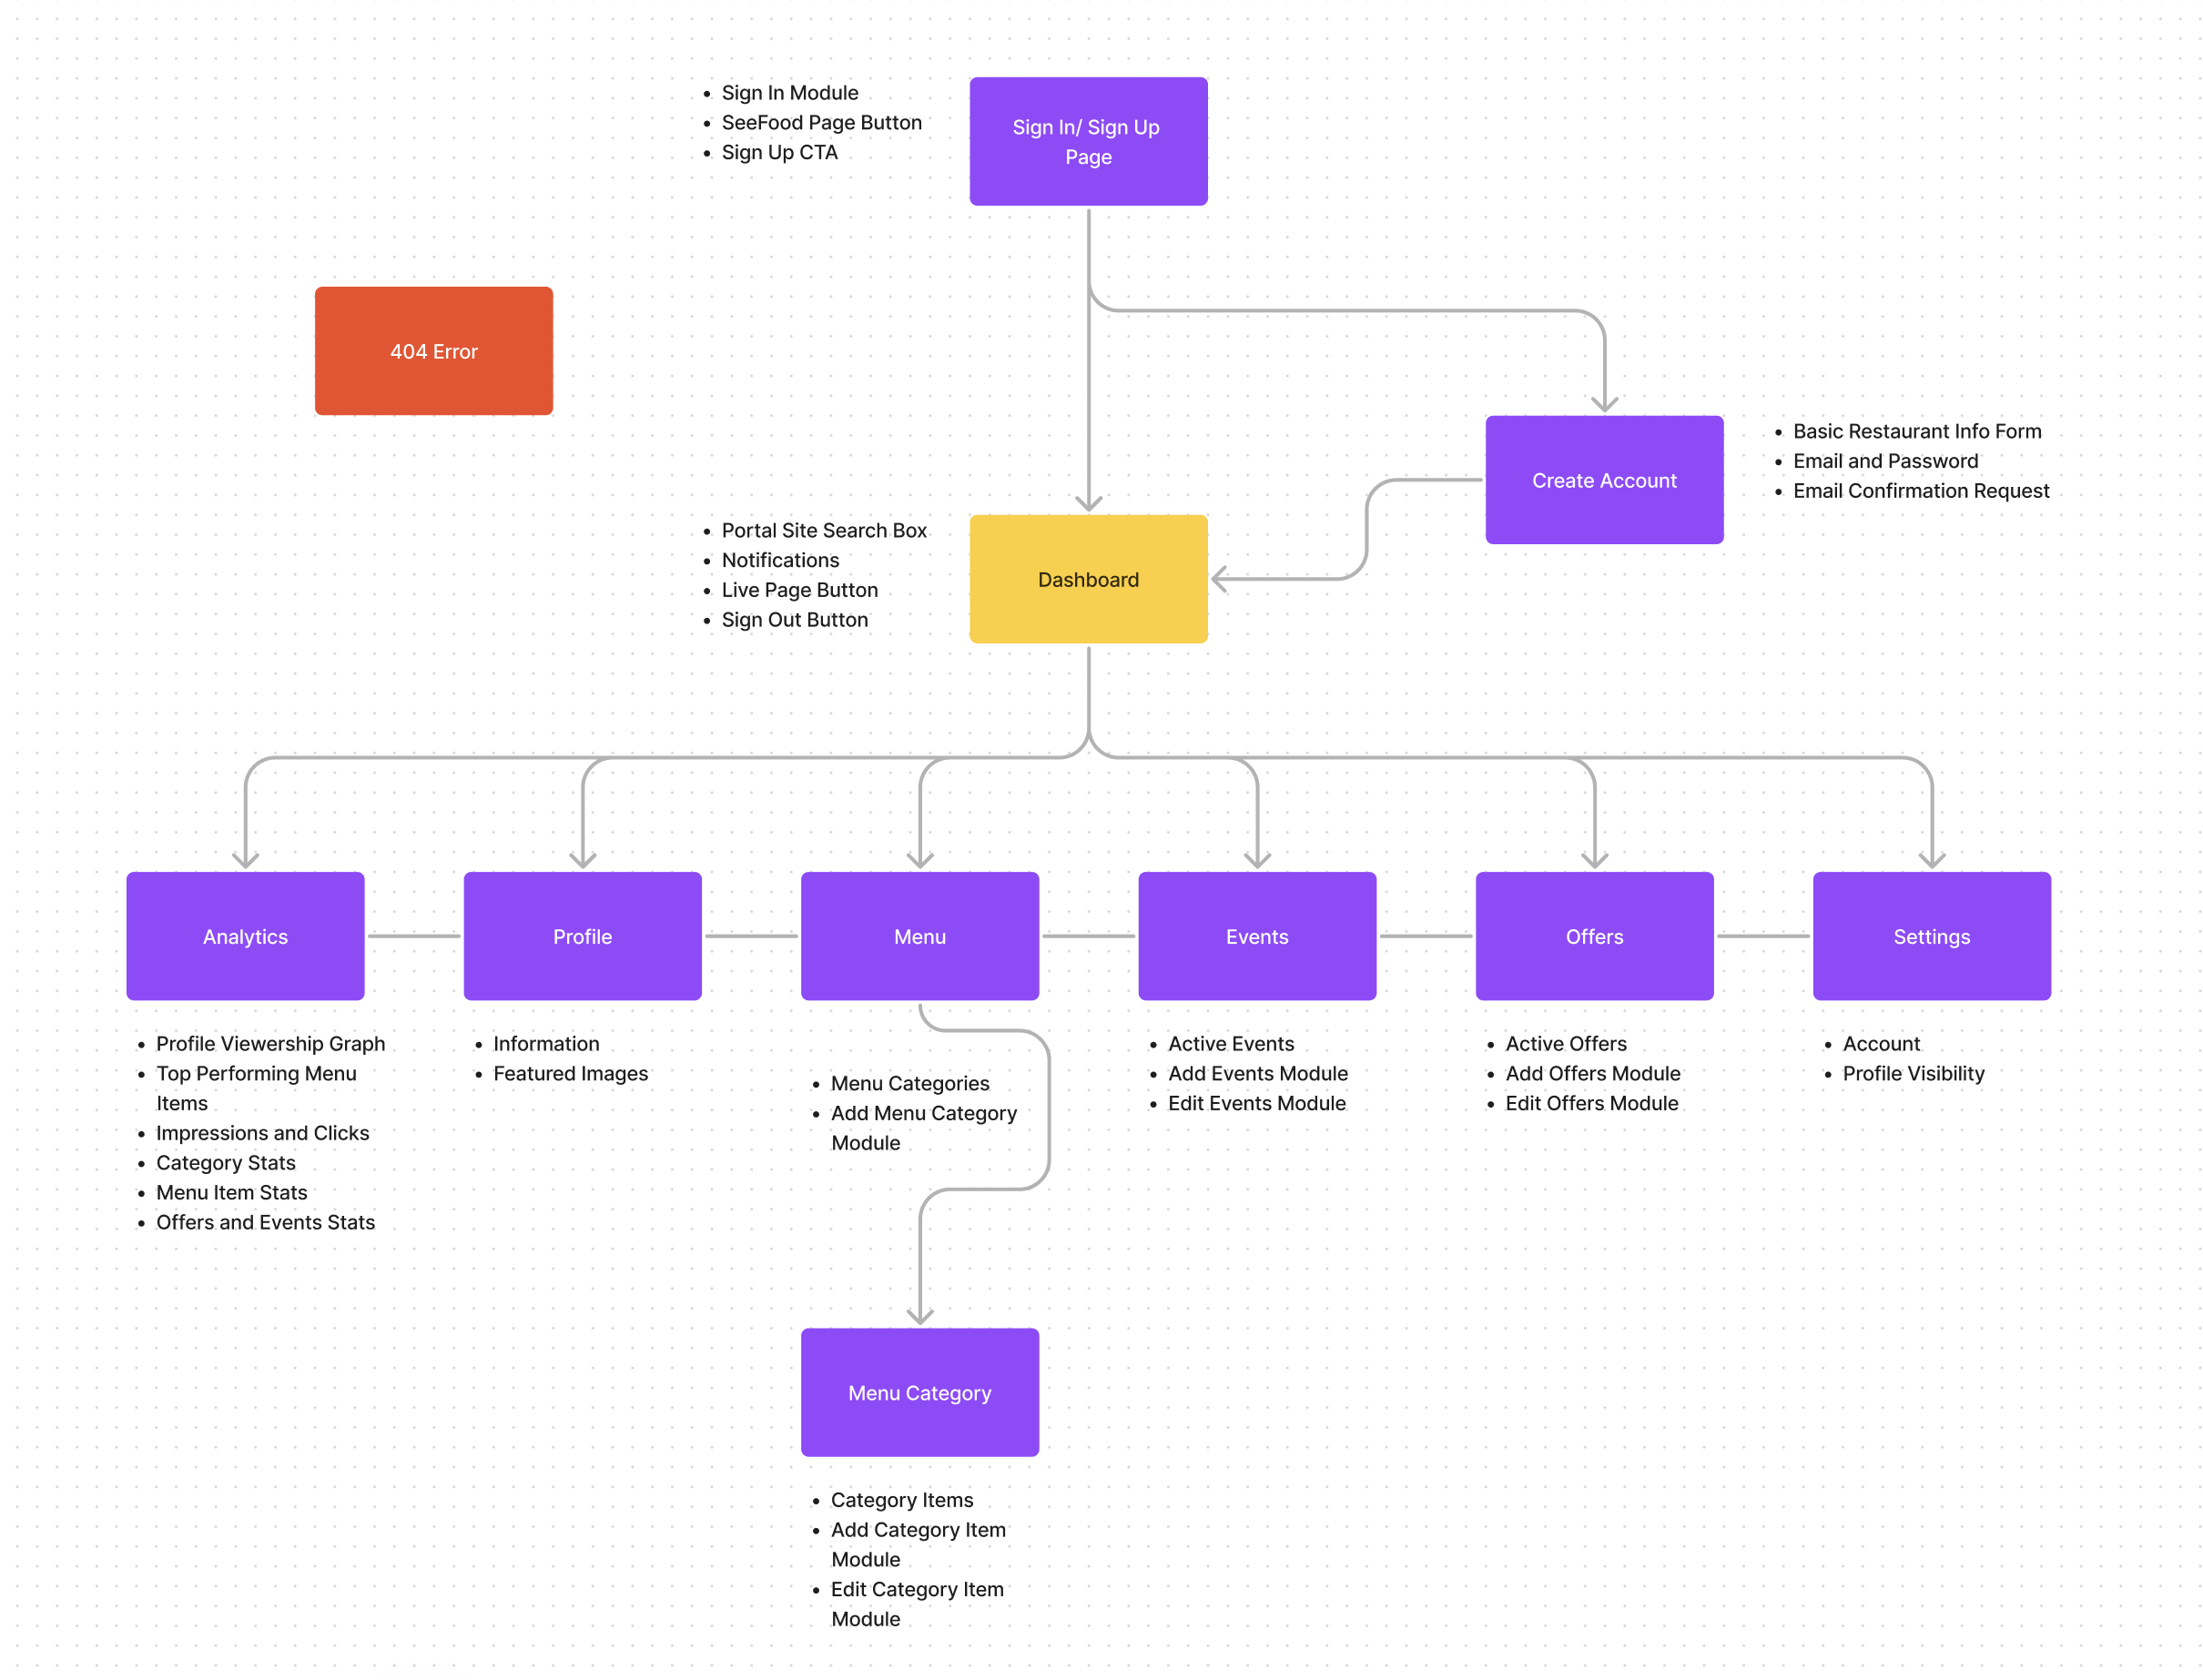 • Sign In Module
• SeeFood Page Button
• Sign Up CTA
Sign In/ Sign Up
Page
404 Error
Create Account
• Basic Restaurant Info Form
• Email and Password
• Email Confirmation Request
• Portal Site Search Box
• Notifications
• Live Page Button
• Sign Out Button
Dashboard
Analytics
Profile
Menu
Events
Offers
Settings
• Profile Viewership Graph
• Top Performing Menu
Items
• Impressions and Clicks
• Category Stats
• Menu Item Stats
• Offers and Events Stats
• Information
• Featured Images
• Menu Categories
• Add Menu Category
Module
• Active Events
• Add Events Module
• Edit Events Module
• Active Offers
• Add Offers Module
• Edit Offers Module
• Account
• Profile Visibility
Menu Category
• Category Items
• Add Category Item
Module
• Edit Category Item
Module